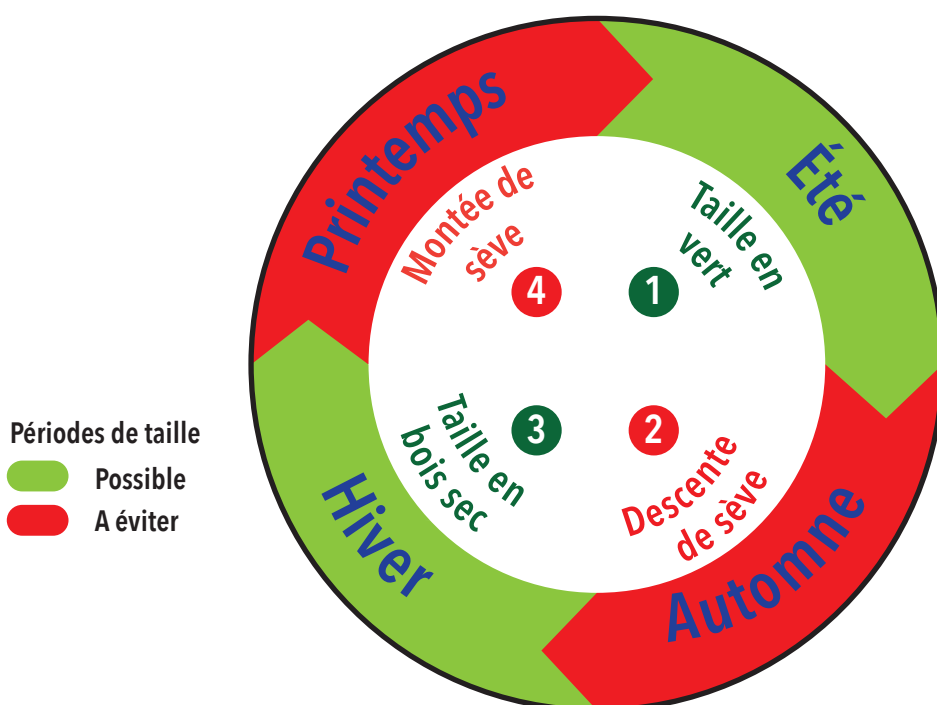 Printemps
Été
Montée de
sève
Taille en
vert
4
1
3
2
Taille en
bois sec
Descente
de sève
Hiver
Automne
Périodes de taille
Possible
A éviter